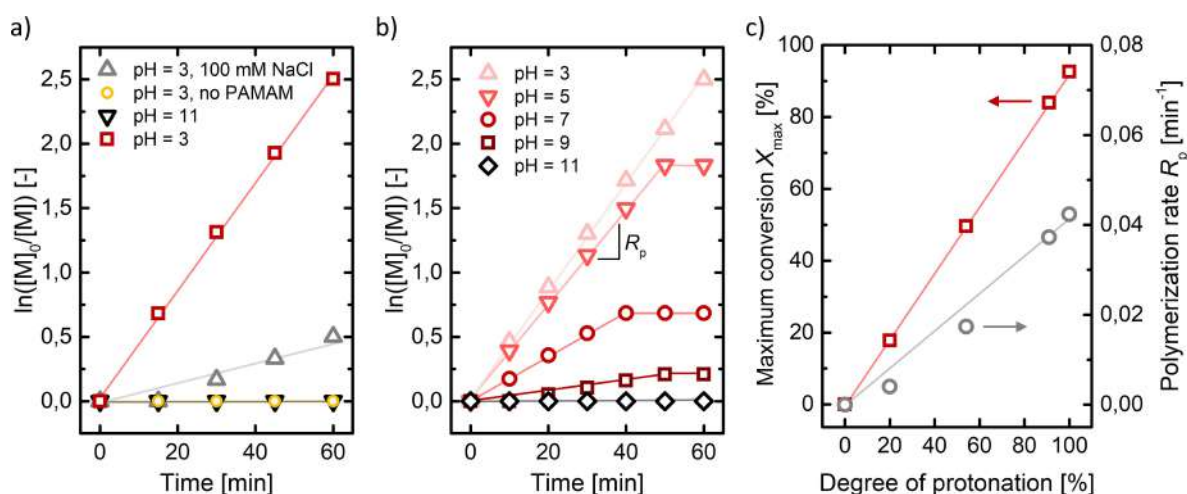 a)
ln([M]₀/[M]) [-]
2,5
2,0
1,5
1,0
0,5
0,0
pH = 3, 100 mM NaCl
pH = 3, no PAMAM
pH = 11
pH = 3
0 20 40 60
Time [min]
b)
ln([M]₀/[M]) [-]
2,5
2,0
1,5
1,0
0,5
0,0
pH = 3
pH = 5
pH = 7
pH = 9
pH = 11
Rₚ
0 20 40 60
Time [min]
c)
Maximum conversion Xmax [%]
100
80
60
40
20
0
0,08
0,06
0,04
0,02
0,00
Polymerization rate Rₚ [min⁻¹]
0 20 40 60 80 100
Degree of protonation [%]